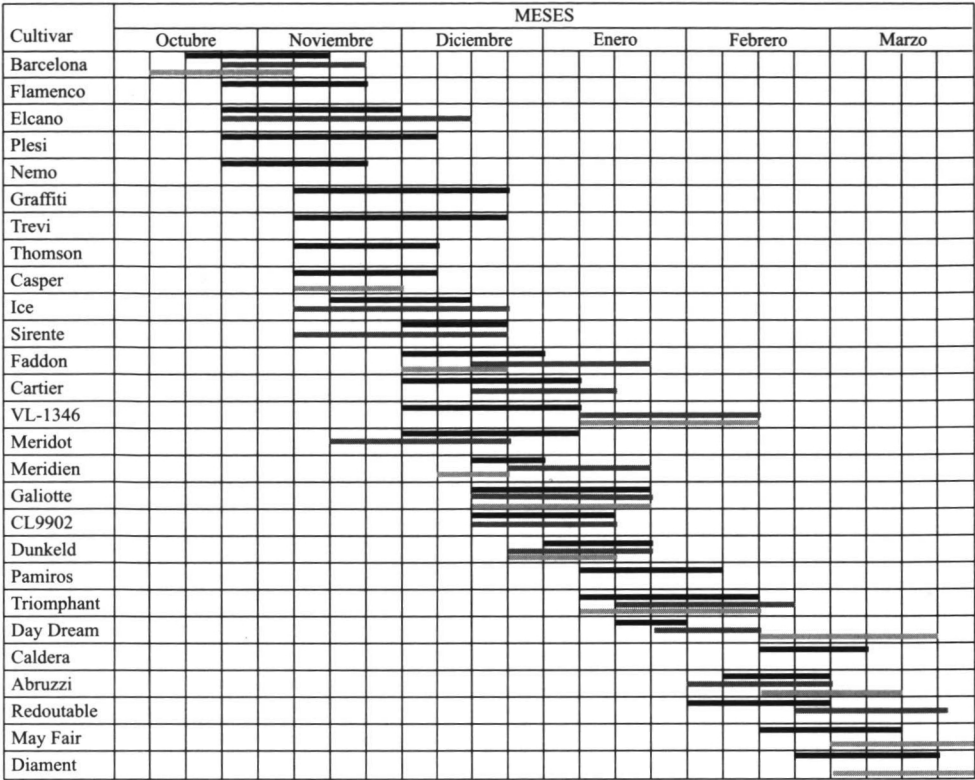 MESES
Cultivar
Octubre Noviembre Diciembre Enero Febrero Marzo
Barcelona
Flamenco
Elcano
Plesi
Nemo
Graffiti
Trevi
Thomson
Casper
Ice
Sirente
Faddon
Cartier
VL-1346
Meridot
Meridien
Galiotte
CL9902
Dunkeld
Pamiros
Triomphant
Day Dream
Caldera
Abruzzi
Redoutable
May Fair
Diament